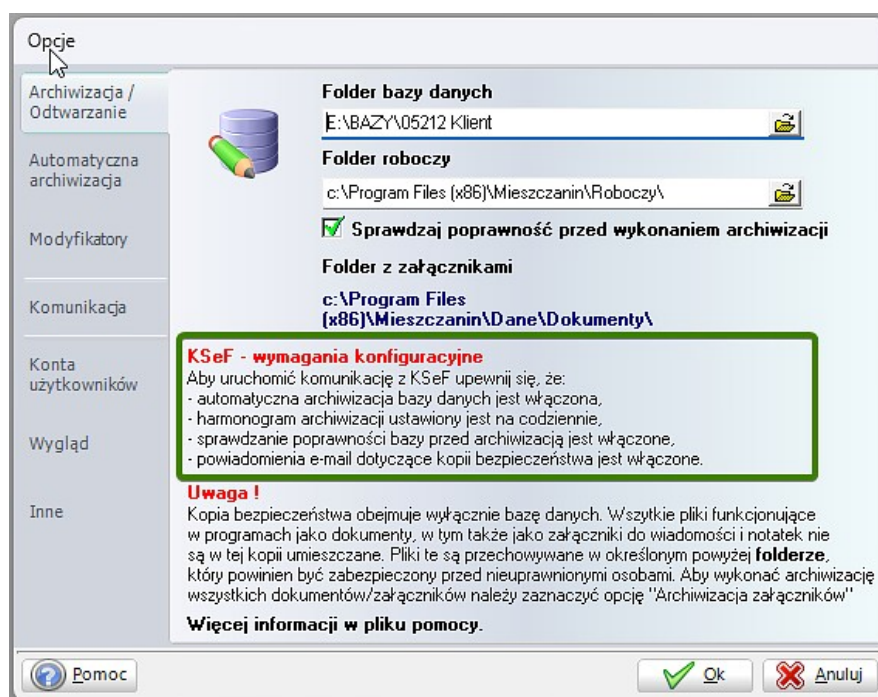 Opcje
Archiwizacja /
Odtwarzanie
Automatyczna
archiwizacja
Modyfikatory
Komunikacja
Konta
użytkowników
Wygląd
Inne
Folder bazy danych
E:\BAZY\05212 Klient
Folder roboczy
c:\Program Files (x86)\Mieszczanin\Roboczy\
Sprawdzaj poprawność przed wykonaniem archiwizacji
Folder z załącznikami
c:\Program Files
(x86)\Mieszczanin\Dane\Dokumenty\
KSeF - wymagania konfiguracyjne
Aby uruchomić komunikację z KSeF upewnij się, że:
- automatyczna archiwizacja bazy danych jest włączona,
- harmonogram archiwizacji ustawiony jest na codziennie,
- sprawdzanie poprawności bazy przed archiwizacją jest włączone,
- powiadomienia e-mail dotyczące kopii bezpieczeństwa jest włączone.
Uwaga !
Kopia bezpieczeństwa obejmuje wyłącznie bazę danych. Wszytkie pliki funkcjonujące
w programach jako dokumenty, w tym także jako załączniki do wiadomości i notatek nie
są w tej kopii umieszczane. Pliki te są przechowywane w określonym powyżej folderze,
który powinien być zabezpieczony przed nieuprawnionymi osobami. Aby wykonać archiwizację
wszystkich dokumentów/załączników należy zaznaczyć opcję "Archiwizacja załączników"
Więcej informacji w pliku pomocy.
Pomoc
Ok
Anuluj